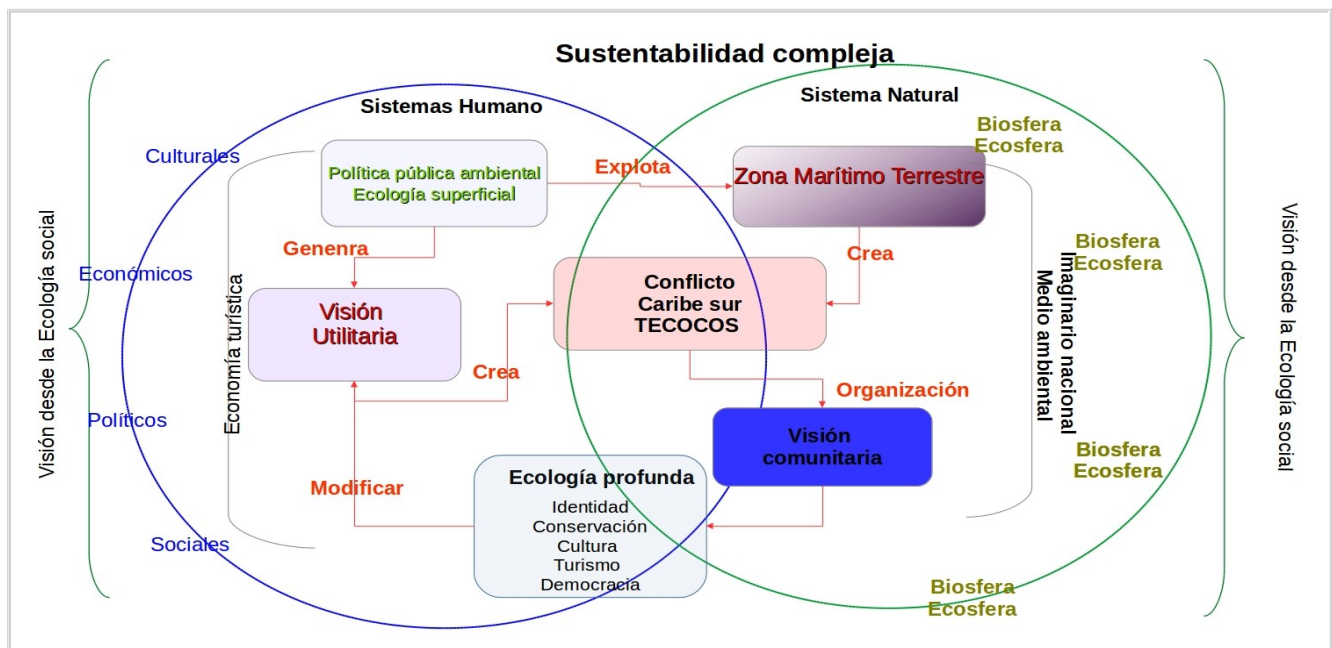 Sustentabilidad compleja
Sistemas Humano
Sistema Natural
Biosfera
Ecosfera
Culturales
Política pública ambiental
Ecología superficial
Explota
Zona Marítimo Terrestre
Visión desde la Ecología social
Económicos
Economía turística
Genenra
Crea
Biosfera
Ecosfera
Imaginario nacional
Medio ambiental
Visión desde la Ecología social
Visión
Utilitaria
Conflicto
Caribe sur
TECOCOS
Crea
Organización
Políticos
Visión
comunitaria
Biosfera
Ecosfera
Modificar
Ecología profunda
Identidad
Conservación
Cultura
Turismo
Democracia
Sociales
Biosfera
Ecosfera